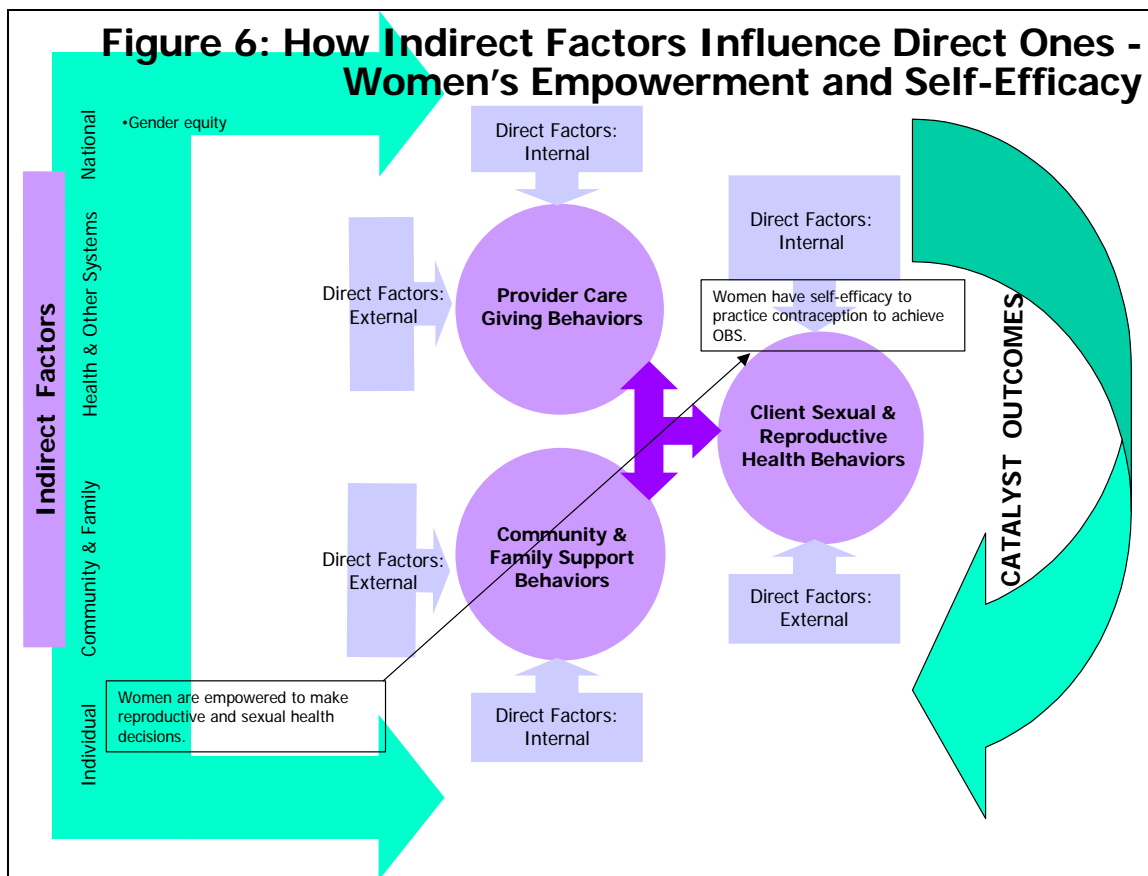 Figure 6: How Indirect Factors Influence Direct Ones -
Women's Empowerment and Self-Efficacy
Indirect Factors
National
Health & Other Systems
Community & Family
Individual
•Gender equity
Direct Factors:
Internal
Direct Factors:
External
Provider Care
Giving Behaviors
Direct Factors:
Internal
Women have self-efficacy to
practice contraception to achieve
OBS.
Client Sexual &
Reproductive
Health Behaviors
Direct Factors:
External
Community &
Family Support
Behaviors
Direct Factors:
External
Direct Factors:
Internal
Women are empowered to make
reproductive and sexual health
decisions.
CATALYST OUTCOMES